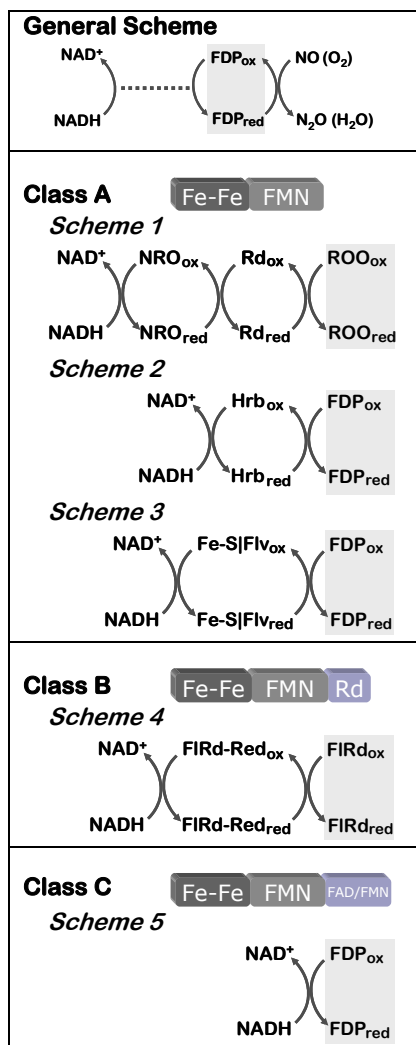 General Scheme
NAD⁺ FDPox NO (O₂)
NADH FDPred N₂O (H₂O)
Class A Fe-Fe FMN
Scheme 1
NAD⁺ NROox Rdox ROOox
NADH NROred Rdred ROOred
Scheme 2
NAD⁺ Hrbox FDPox
NADH Hrbred FDPred
Scheme 3
NAD⁺ Fe-S|Flvox FDPox
NADH Fe-S|Flvred FDPred
Class B Fe-Fe FMN Rd
Scheme 4
NAD⁺ FlRd-Redox FlRdox
NADH FlRd-Redred FlRdred
Class C Fe-Fe FMN FAD/FMN
Scheme 5
NAD⁺ FDPox
NADH FDPred